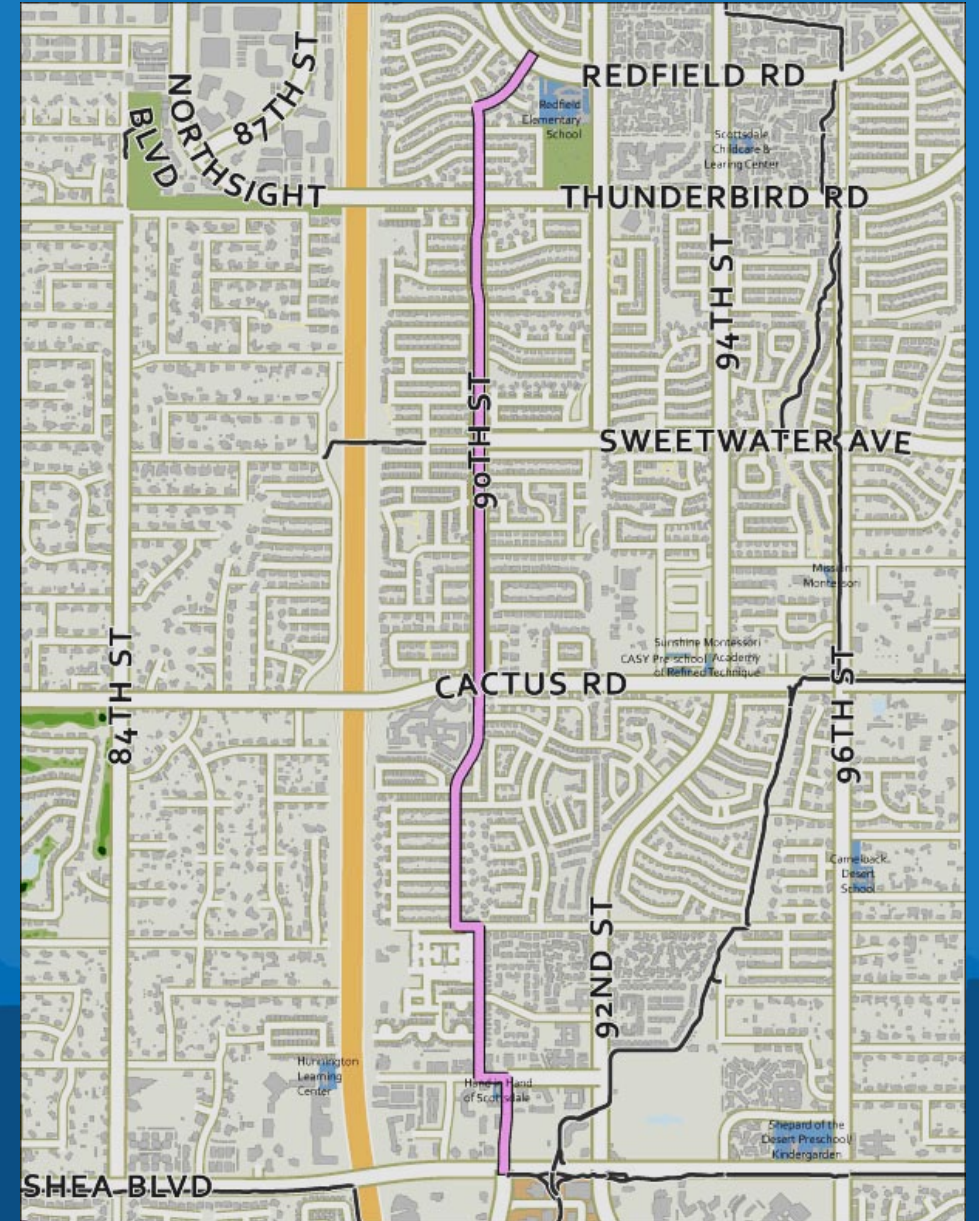 REDFIELD RD
87TH ST
NORTHSIGHT
BLVD
Redfield
Elementary
School
Scottsdale
Childcare &
Learing Center
THUNDERBIRD RD
94TH ST
90TH ST
SWEETWATER AVE
Mission
Montessori
Sunshine Montessori
CASY Pre-school Academy
of Refined Technique
84TH ST
CACTUS RD
96TH ST
Camelback
Desert
School
92ND ST
Hunnington
Learning
Center
Hand in Hand
of Scottsdale
Shepard of the
Desert Preschool/
Kindergarden
SHEA BLVD